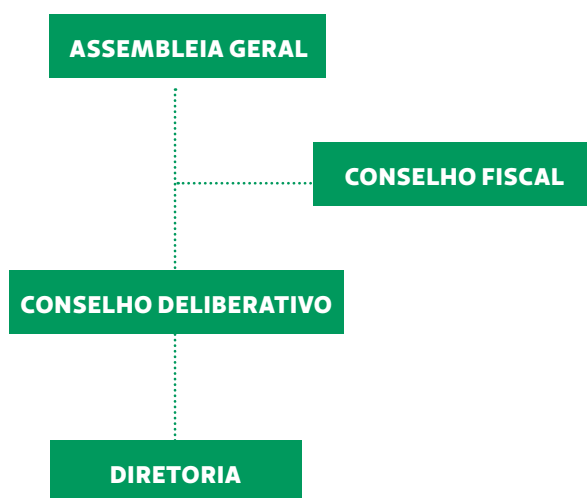 ASSEMBLEIA GERAL
CONSELHO FISCAL
CONSELHO DELIBERATIVO
DIRETORIA